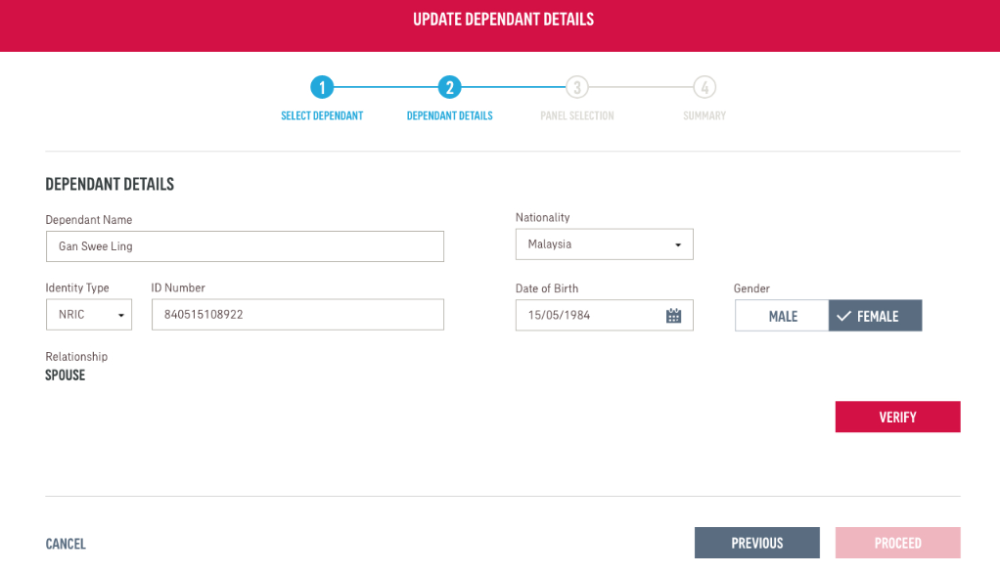 UPDATE DEPENDANT DETAILS
1 2 3 4
SELECT DEPENDANT DEPENDANT DETAILS PANEL SELECTION SUMMARY
DEPENDANT DETAILS
Dependant Name Nationality
Gan Swee Ling Malaysia
Identity Type ID Number Date of Birth Gender
NRIC 840515108922 15/05/1984 MALE FEMALE
Relationship
SPOUSE
VERIFY
CANCEL PREVIOUS PROCEED